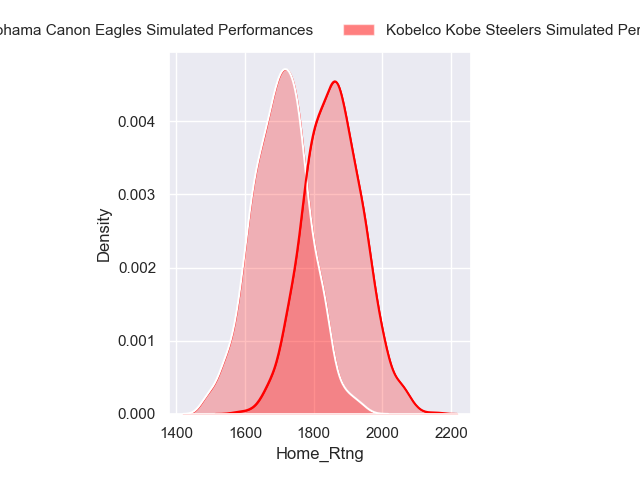 ohama Canon Eagles Simulated Performances
Kobelco Kobe Steelers Simulated Per
0.004
0.003
0.002
0.001
0.000
Density
1400 1600 1800 2000 2200
Home_Rtng